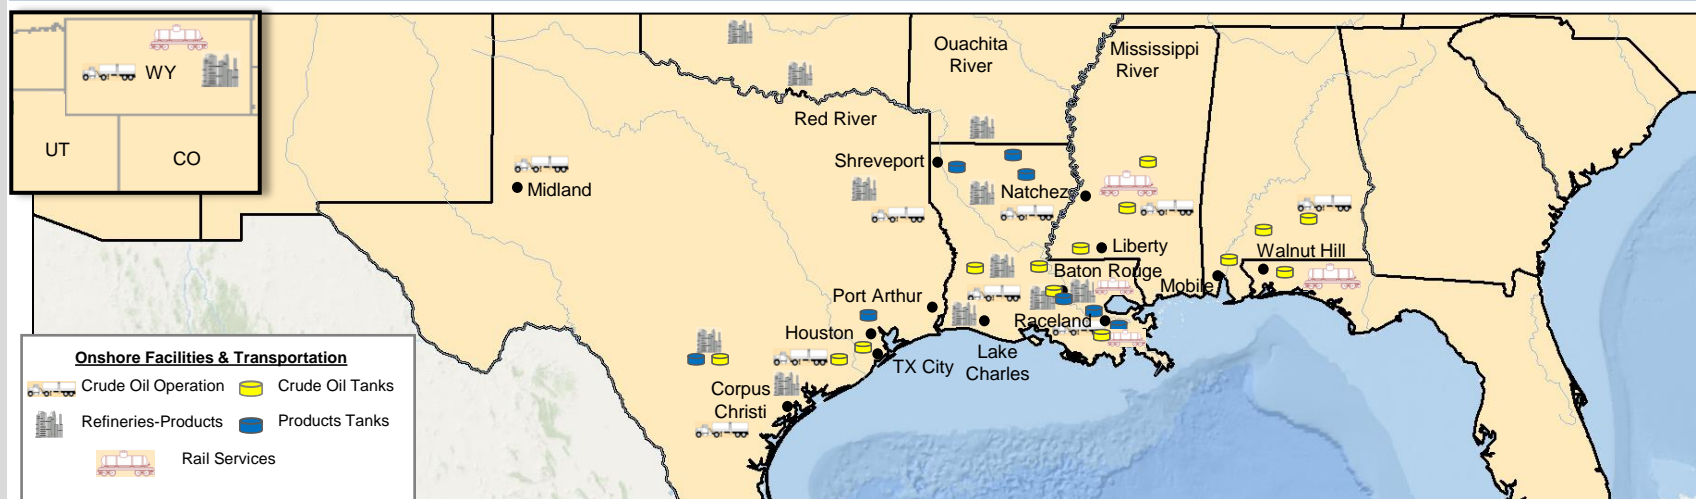 WY
UT
CO
Ouachita
River
Mississippi
River
Red River
Shreveport
Midland
Natchez
Liberty
Walnut Hill
Baton Rouge
Mobile
Port Arthur
Raceland
Houston
TX City
Lake
Charles
Corpus
Christi
Onshore Facilities & Transportation
Crude Oil Operation
Crude Oil Tanks
Refineries-Products
Products Tanks
Rail Services